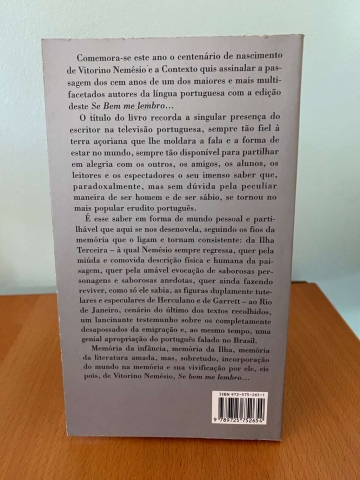 Comemora-se este ano o centenário de nascimento
de Vitorino Nemésio e a Contexto quis assinalar a pas-
sagem dos cem anos de um dos maiores e mais multi-
facetados autores da língua portuguesa com a edição
deste Se Bem me lembro...
O título do livro recorda a singular presença do
escritor na televisão portuguesa, sempre tão fiel à
terra açoriana que lhe moldara a fala e a forma de
estar no mundo, sempre tão disponível para partilhar
em alegria com os outros, os amigos, os alunos, os
leitores e os espectadores o seu imenso saber que,
paradoxalmente, mas sem dúvida pela peculiar
maneira de ser homem e de ser sábio, se tornou no
mais popular erudito português.
É esse saber em forma de mundo pessoal e parti-
lhável que aqui se nos desenovela, seguindo os fios da
memória que o ligam e tornam consistente: da Ilha
Terceira – à qual Nemésio sempre regressa, quer pela
miúda e comovida descrição física e humana da pai-
sagem, quer pela amável evocação de saborosas per-
sonagens e saborosas anedotas, quer ainda fazendo
reviver, como só ele sabia, as figuras duplamente tute-
lares e especulares de Herculano e de Garrett – ao Rio
de Janeiro, cenário do último dos textos recolhidos,
um lancinante testemunho sobre os completamente
desapossados da emigração e, ao mesmo tempo, uma
genial apropriação do português falado no Brasil.
Memória da infância, memória da Ilha, memória
da literatura amada, mas, sobretudo, incorporação
do mundo na memória e sua vivificação por ele, eis
pois, de Vitorino Nemésio, Se bem me lembro...
ISBN 972-575-265-1
9 789725 752654